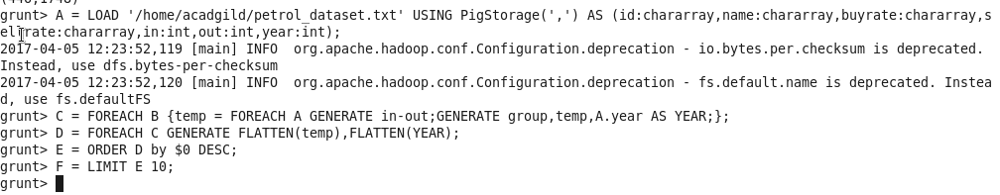 grunt> A = LOAD '/home/acadgild/petrol_dataset.txt' USING PigStorage(',') AS (id:chararray,name:chararray,buyrate:chararray,s
ellrate:chararray,in:int,out:int,year:int);
2017-04-05 12:23:52,119 [main] INFO  org.apache.hadoop.conf.Configuration.deprecation - io.bytes.per.checksum is deprecated.
Instead, use dfs.bytes-per-checksum
2017-04-05 12:23:52,120 [main] INFO  org.apache.hadoop.conf.Configuration.deprecation - fs.default.name is deprecated. Instea
d, use fs.defaultFS
grunt> C = FOREACH B {temp = FOREACH A GENERATE in-out;GENERATE group,temp,A.year AS YEAR;};
grunt> D = FOREACH C GENERATE FLATTEN(temp),FLATTEN(YEAR);
grunt> E = ORDER D by $0 DESC;
grunt> F = LIMIT E 10;
grunt>